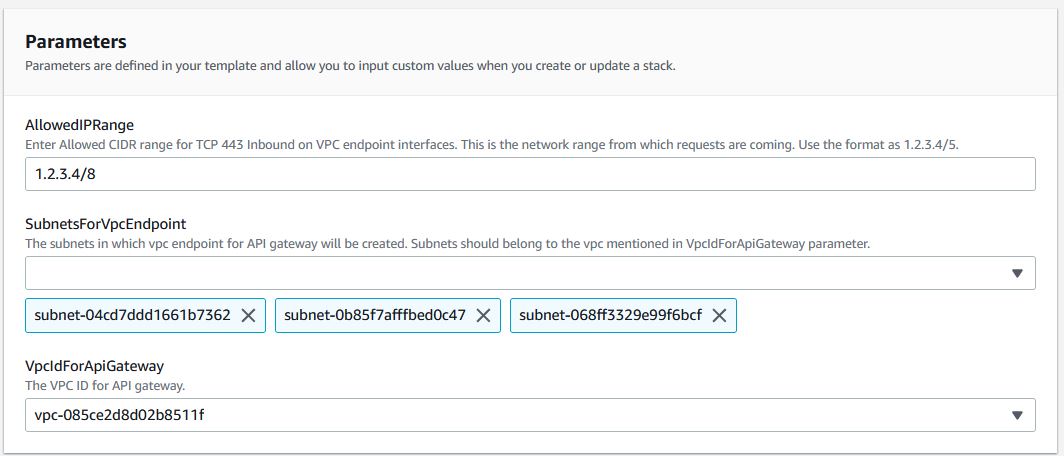 Parameters
Parameters are defined in your template and allow you to input custom values when you create or update a stack.
AllowedIPRange
Enter Allowed CIDR range for TCP 443 Inbound on VPC endpoint interfaces. This is the network range from which requests are coming. Use the format as 1.2.3.4/5.
1.2.3.4/8
SubnetsForVpcEndpoint
The subnets in which vpc endpoint for API gateway will be created. Subnets should belong to the vpc mentioned in VpcIdForApiGateway parameter.
subnet-04cd7ddd1661b7362 subnet-0b85f7afffbed0c47 subnet-068ff3329e99f6bcf
VpcIdForApiGateway
The VPC ID for API gateway.
vpc-085ce2d8d02b8511f